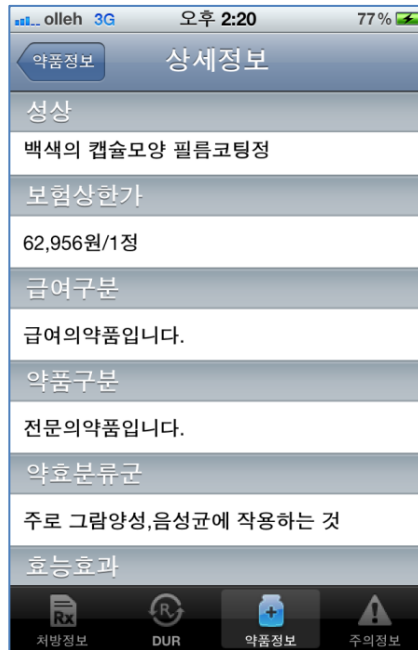 olleh 3G 오후 2:20 77%
약품정보 상세정보
성상
백색의 캡슐모양 필름코팅정
보험상한가
62,956원/1정
급여구분
급여의약품입니다.
약품구분
전문의약품입니다.
약효분류군
주로 그람양성,음성균에 작용하는 것
효능효과
Rx R
처방정보 DUR 약품정보 주의정보